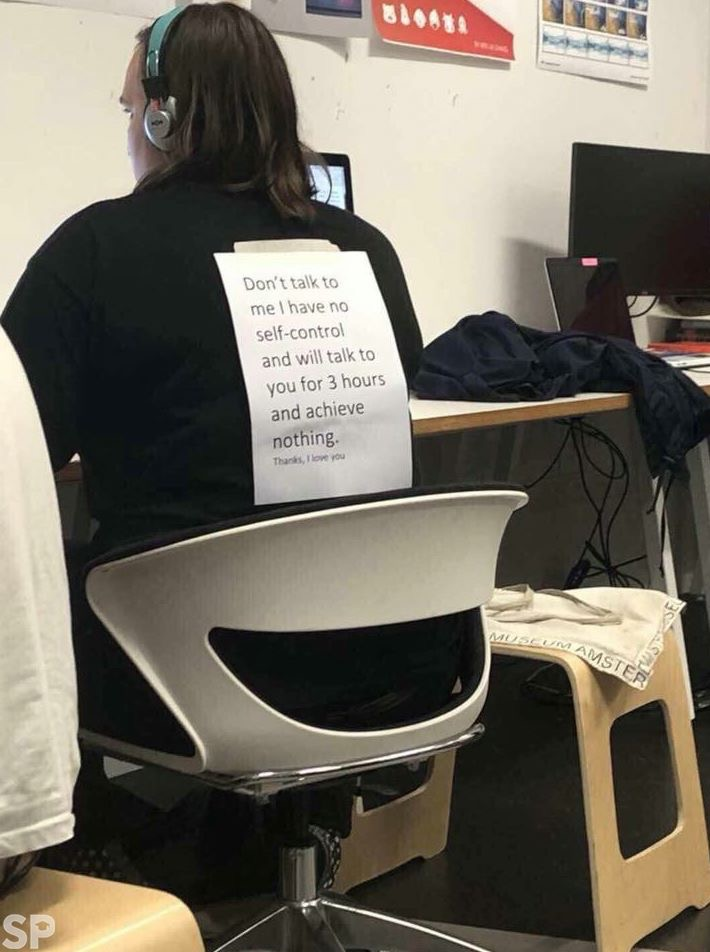 Don't talk to
me I have no
self-control
and will talk to
you for 3 hours
and achieve
nothing.
Thanks, I love you
MUSEUM AMSTE
SP